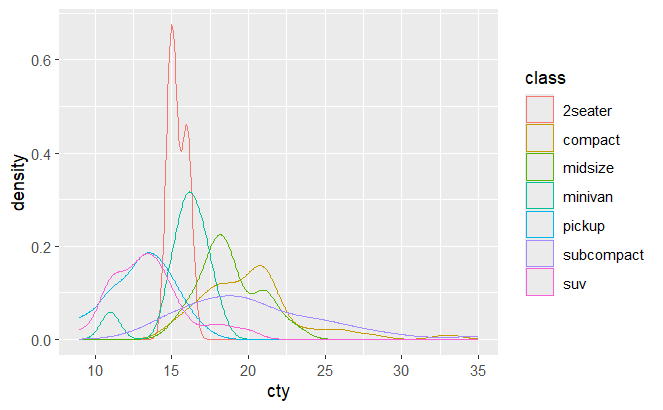 density
0.6
0.4
0.2
0.0
10 15 20 25 30 35
cty
class
2seater
compact
midsize
minivan
pickup
subcompact
suv